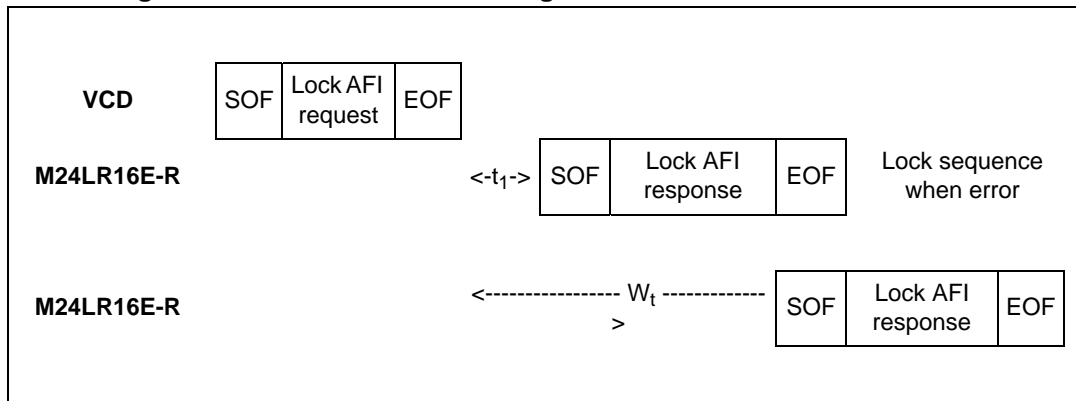 VCD
SOF
Lock AFI
request
EOF
M24LR16E-R
<-t₁->
SOF
Lock AFI
response
EOF
Lock sequence
when error
M24LR16E-R
<----------------- Wₜ -------------
>
SOF
Lock AFI
response
EOF